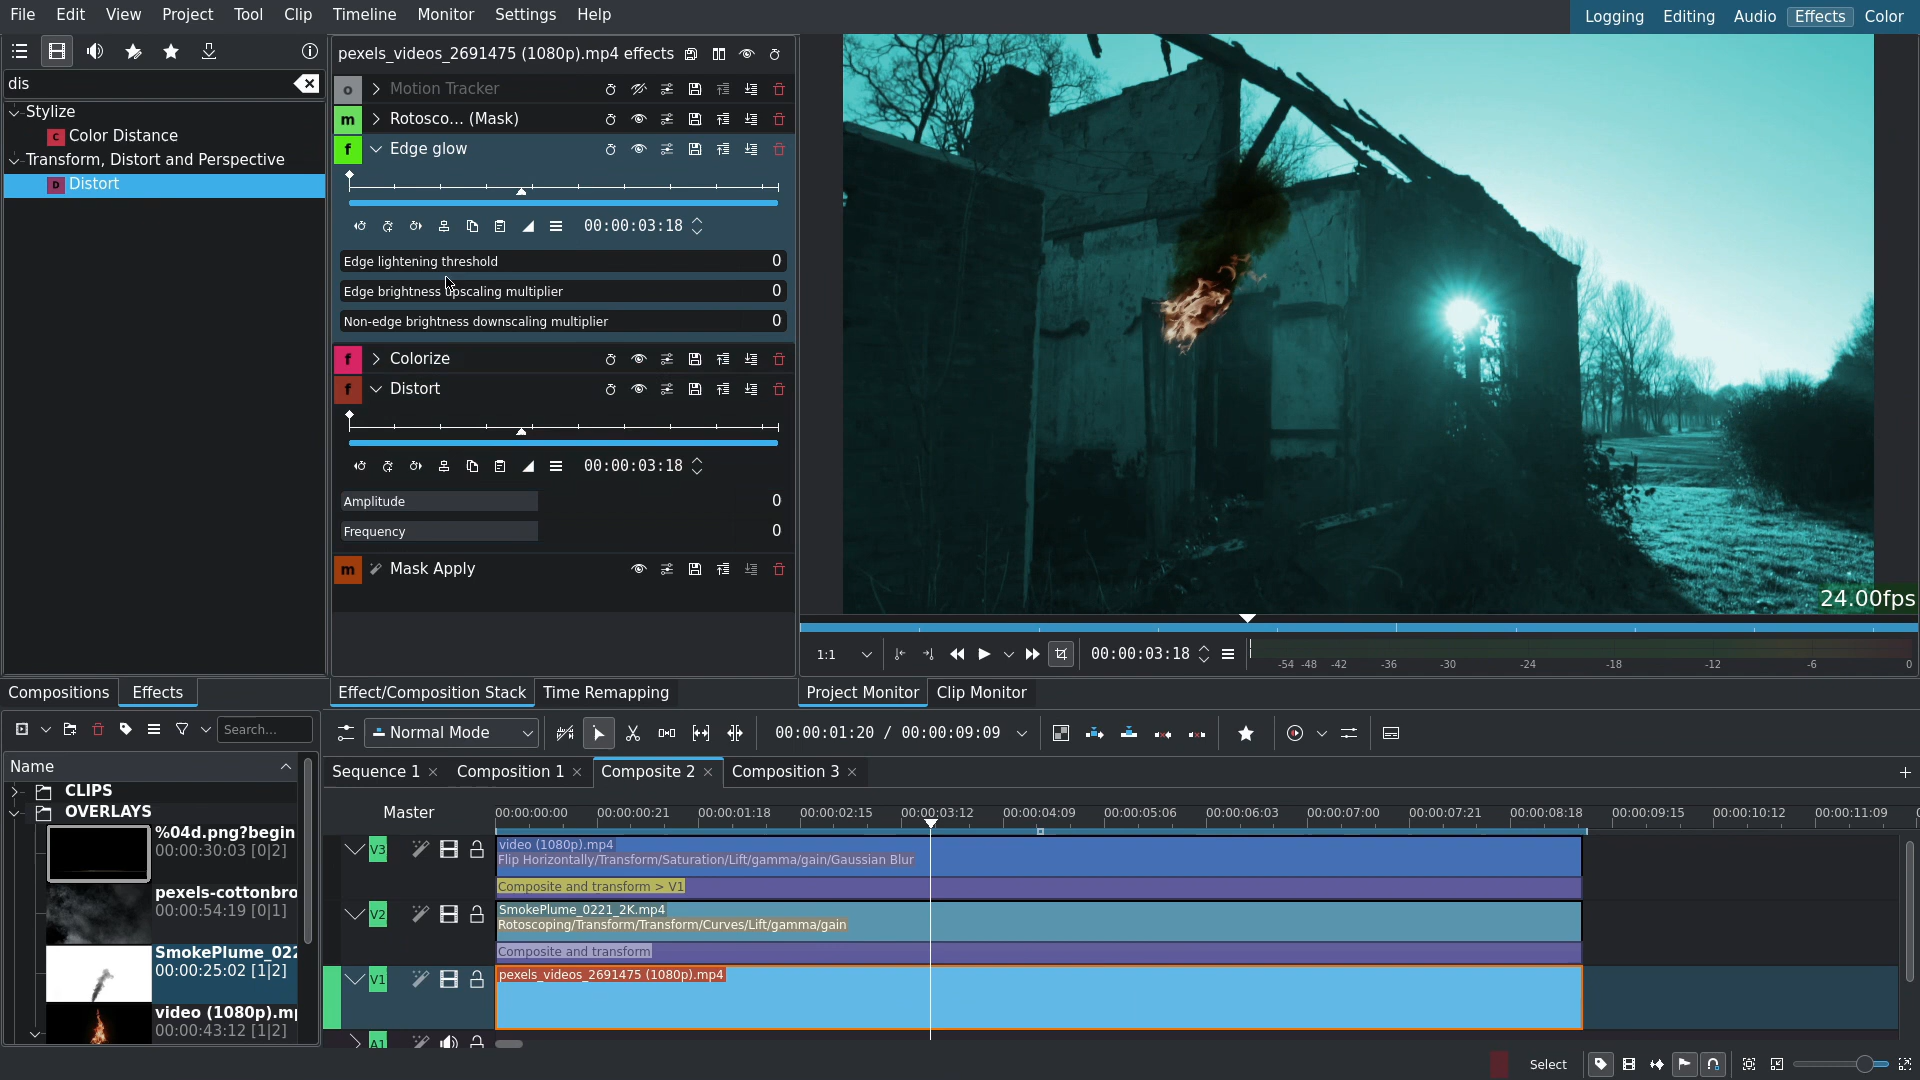 File Edit View Project Tool Clip Timeline Monitor Settings Help
Logging Editing Audio Effects Color
dis
Stylize
C Color Distance
Transform, Distort and Perspective
D Distort
pexels_videos_2691475 (1080p).mp4 effects
o Motion Tracker
m Rotosco... (Mask)
f Edge glow
00:00:03:18
Edge lightening threshold 0
Edge brightness upscaling multiplier 0
Non-edge brightness downscaling multiplier 0
f Colorize
f Distort
00:00:03:18
Amplitude 0
Frequency 0
m Mask Apply
24.00fps
1:1 00:00:03:18
-54 -48 -42 -36 -30 -24 -18 -12 -6 0
Compositions Effects
Effect/Composition Stack Time Remapping
Project Monitor Clip Monitor
Search...
Normal Mode
00:00:01:20 / 00:00:09:09
Name
CLIPS
OVERLAYS
%04d.png?begin
00:00:30:03 [0|2]
pexels-cottonbro
00:00:54:19 [0|1]
SmokePlume_022
00:00:25:02 [1|2]
video (1080p).mp
00:00:43:12 [1|2]
Sequence 1 Composition 1 Composite 2 Composition 3
Master
00:00:00:00 00:00:00:21 00:00:01:18 00:00:02:15 00:00:03:12 00:00:04:09 00:00:05:06 00:00:06:03 00:00:07:00 00:00:07:21 00:00:08:18 00:00:09:15 00:00:10:12 00:00:11:09
V3
video (1080p).mp4
Flip Horizontally/Transform/Saturation/Lift/gamma/gain/Gaussian Blur
Composite and transform > V1
V2
SmokePlume_0221_2K.mp4
Rotoscoping/Transform/Transform/Curves/Lift/gamma/gain
Composite and transform
V1
pexels_videos_2691475 (1080p).mp4
A1
Select